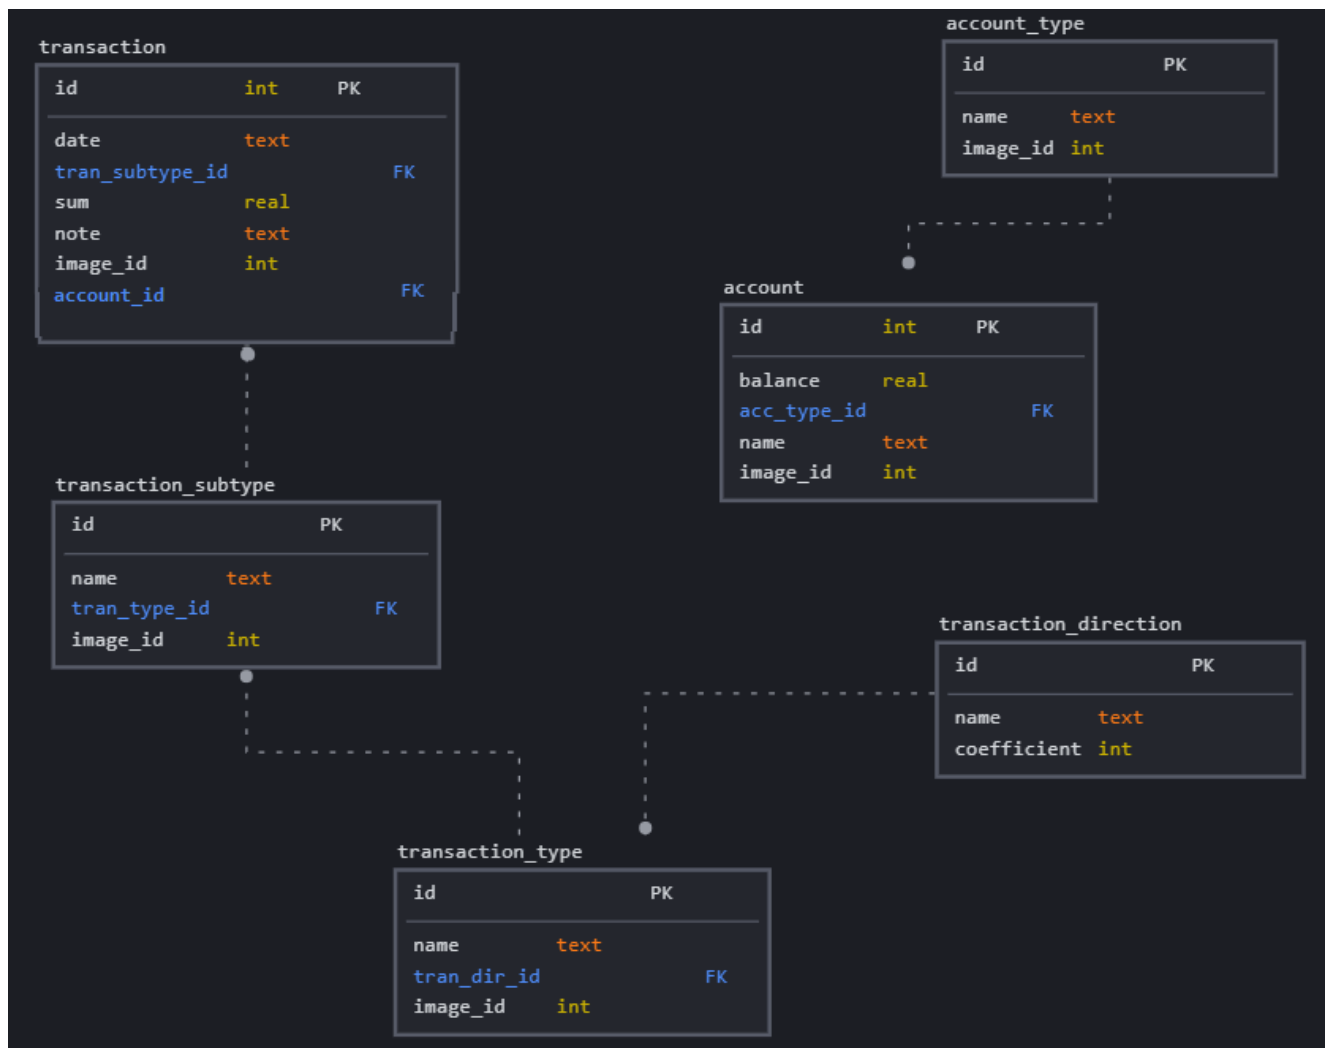 transaction
id int PK
date text
tran_subtype_id FK
sum real
note text
image_id int
account_id FK
account_type
id PK
name text
image_id int
account
id int PK
balance real
acc_type_id FK
name text
image_id int
transaction_subtype
id PK
name text
tran_type_id FK
image_id int
transaction_direction
id PK
name text
coefficient int
transaction_type
id PK
name text
tran_dir_id FK
image_id int